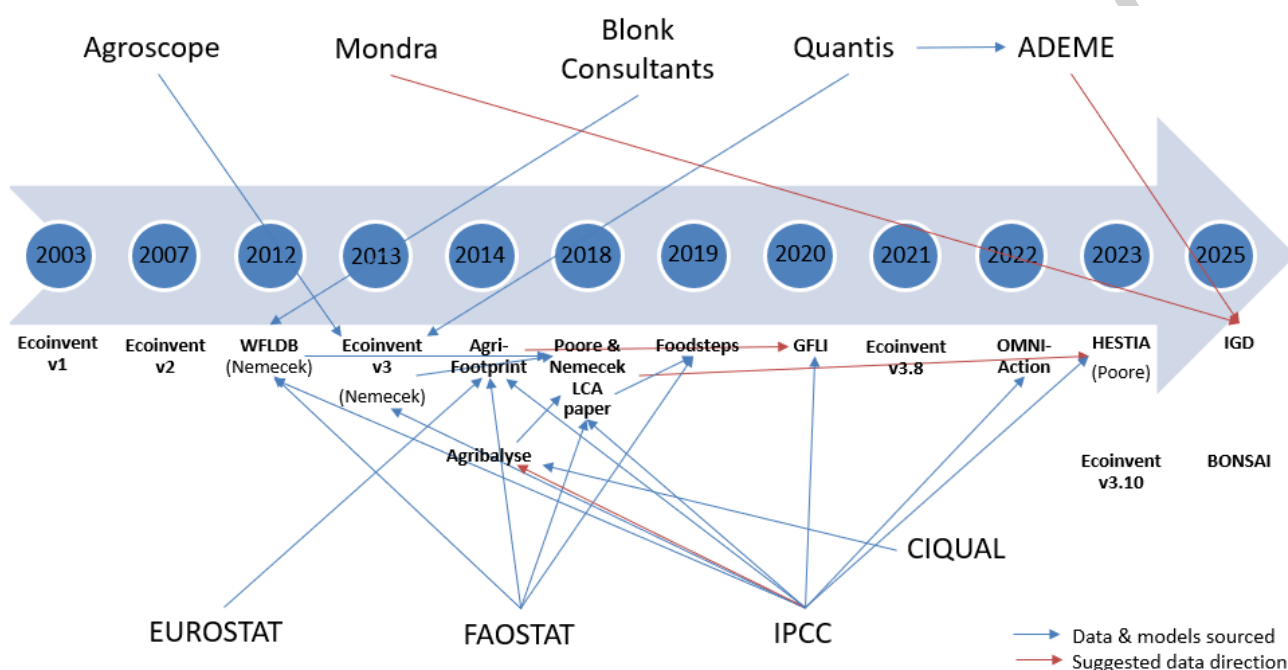 Agroscope
Mondra
Blonk
Consultants
Quantis
ADEME
2003
2007
2012
2013
2014
2018
2019
2020
2021
2022
2023
2025
Ecoinvent
v1
Ecoinvent
v2
WFLDB
(Nemecek)
Ecoinvent
v3
(Nemecek)
Agri-
Footprint
Poore &
Nemecek
LCA
paper
Foodsteps
GFLI
Ecoinvent
v3.8
OMNI-
Action
HESTIA
(Poore)
IGD
Agribalyse
Ecoinvent
v3.10
BONSAI
CIQUAL
EUROSTAT
FAOSTAT
IPCC
Data & models sourced
Suggested data direction